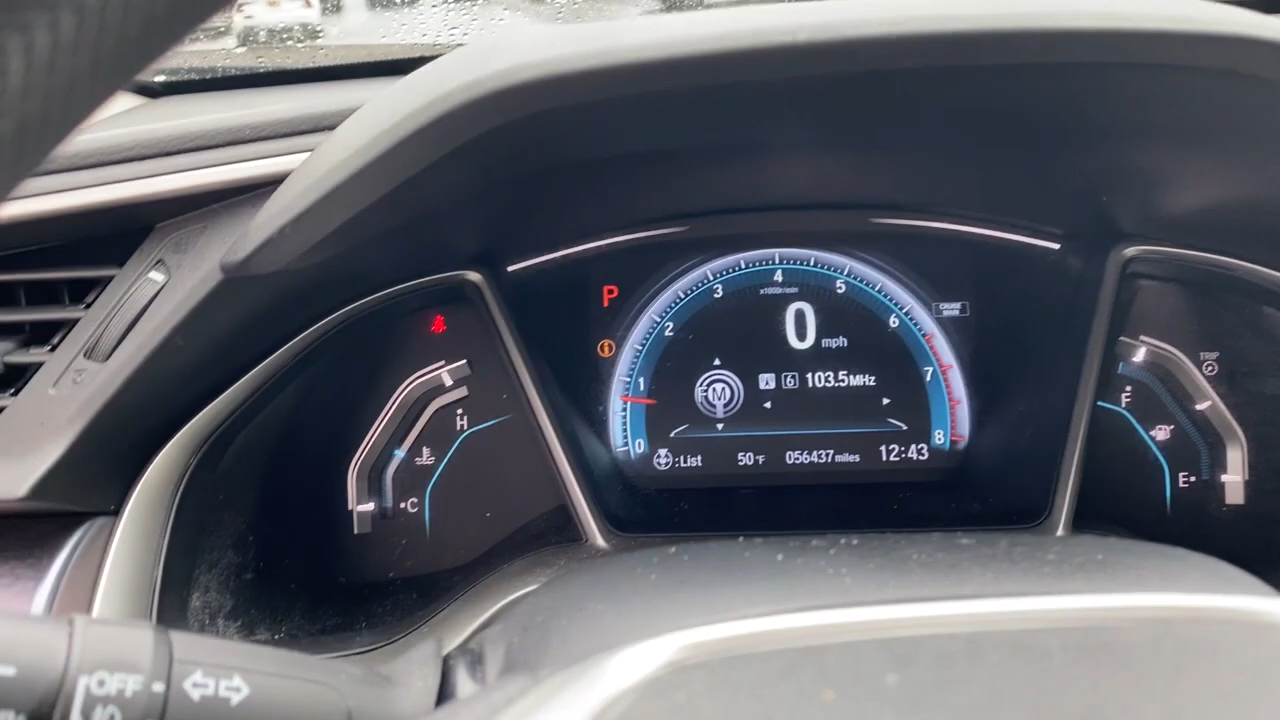 P
0 1 2 3 4 5 6 7 8
x1000r/min
0 mph
CRUISE
MAIN
FM
6 103.5MHz
:List 50°F 056437 miles 12:43
H
C
TRIP
F
E
OFF